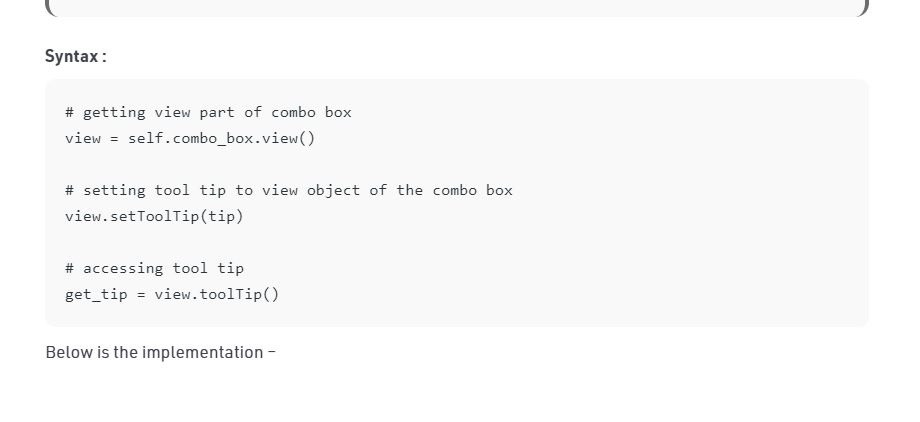 Syntax :
# getting view part of combo box
view = self.combo_box.view()
# setting tool tip to view object of the combo box
view.setToolTip(tip)
# accessing tool tip
get_tip = view.toolTip()
Below is the implementation –